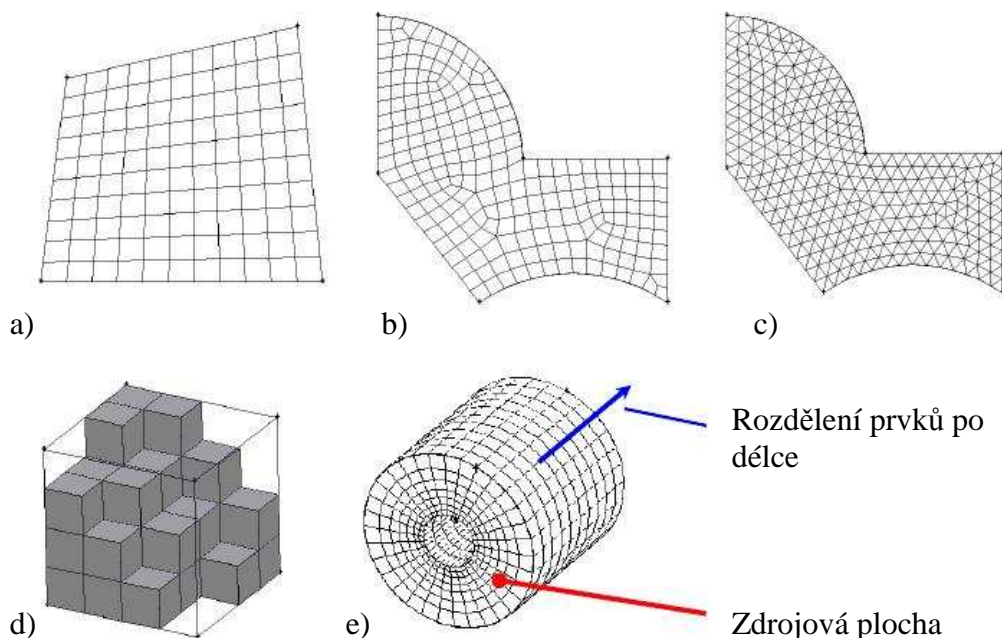 a)
b)
c)
d)
e)
Rozdělení prvků po
délce
Zdrojová plocha